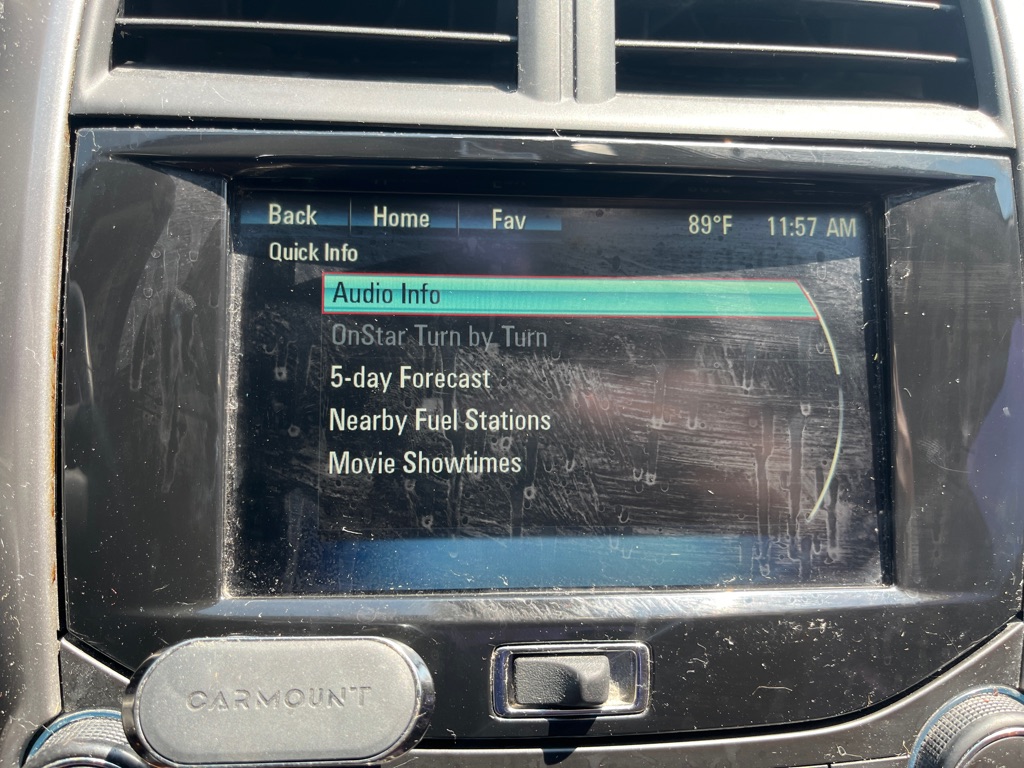 Back Home Fav 89°F 11:57 AM
Quick Info
Audio Info
OnStar Turn by Turn
5-day Forecast
Nearby Fuel Stations
Movie Showtimes
CARMOUNT